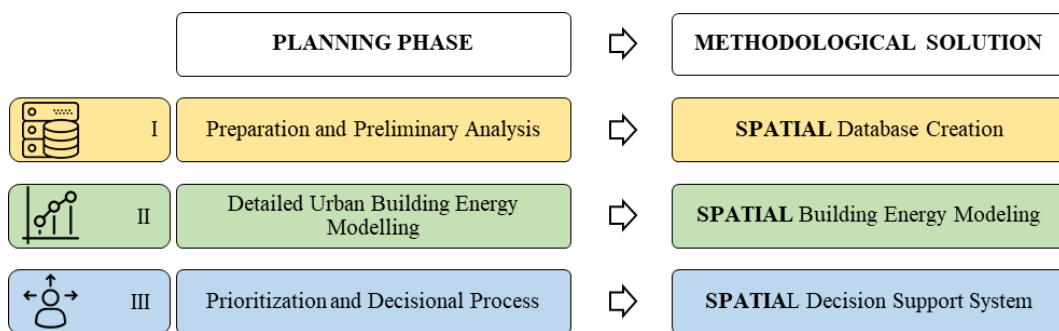 PLANNING PHASE
METHODOLOGICAL SOLUTION
I
Preparation and Preliminary Analysis
SPATIAL Database Creation
II
Detailed Urban Building Energy
Modelling
SPATIAL Building Energy Modeling
III
Prioritization and Decisional Process
SPATIAL Decision Support System